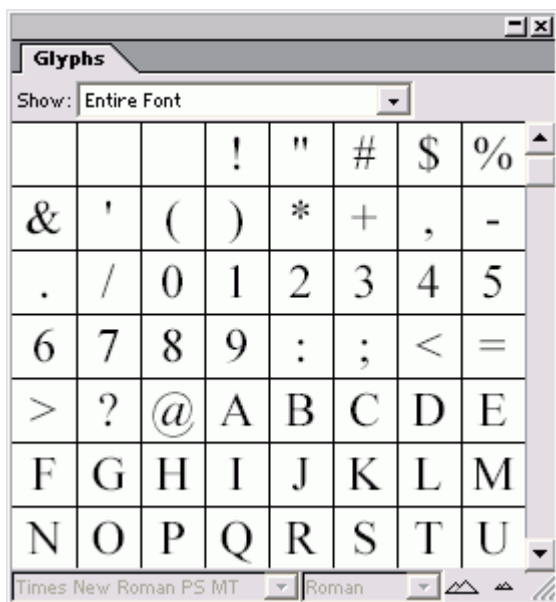 Glyphs
Show: Entire Font
! " # $ %
& ' ( ) * + , -
. / 0 1 2 3 4 5
6 7 8 9 : ; < =
> ? @ A B C D E
F G H I J K L M
N O P Q R S T U
Times New Roman PS MT Roman